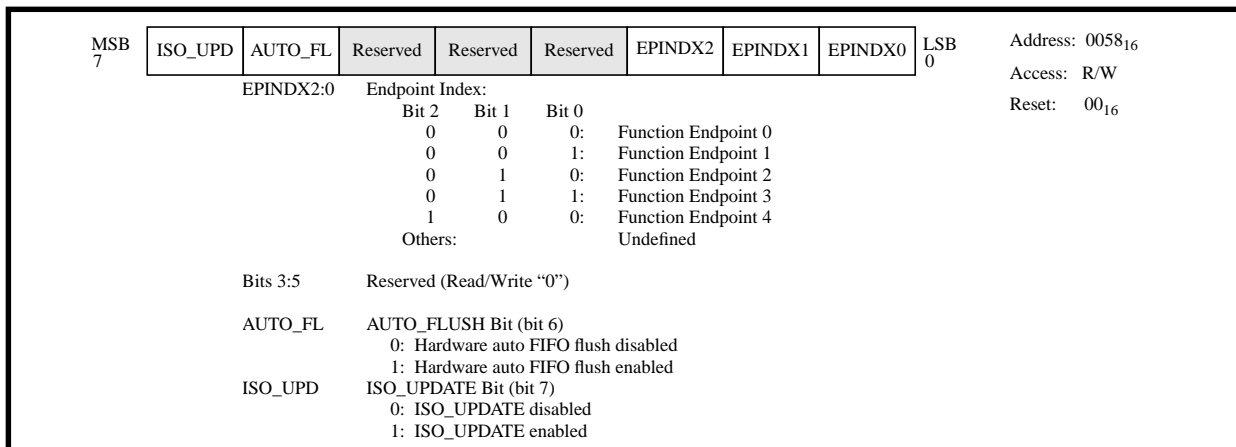 MSB ISO_UPD AUTO_FL Reserved Reserved Reserved EPINDX2 EPINDX1 EPINDX0 LSB Address: 0058₁₆
7 0
Access: R/W
EPINDX2:0 Endpoint Index:
Reset: 00₁₆
Bit 2 Bit 1 Bit 0
0 0 0: Function Endpoint 0
0 0 1: Function Endpoint 1
0 1 0: Function Endpoint 2
0 1 1: Function Endpoint 3
1 0 0: Function Endpoint 4
Others: Undefined
Bits 3:5 Reserved (Read/Write “0”)
AUTO_FL AUTO_FLUSH Bit (bit 6)
0: Hardware auto FIFO flush disabled
1: Hardware auto FIFO flush enabled
ISO_UPD ISO_UPDATE Bit (bit 7)
0: ISO_UPDATE disabled
1: ISO_UPDATE enabled